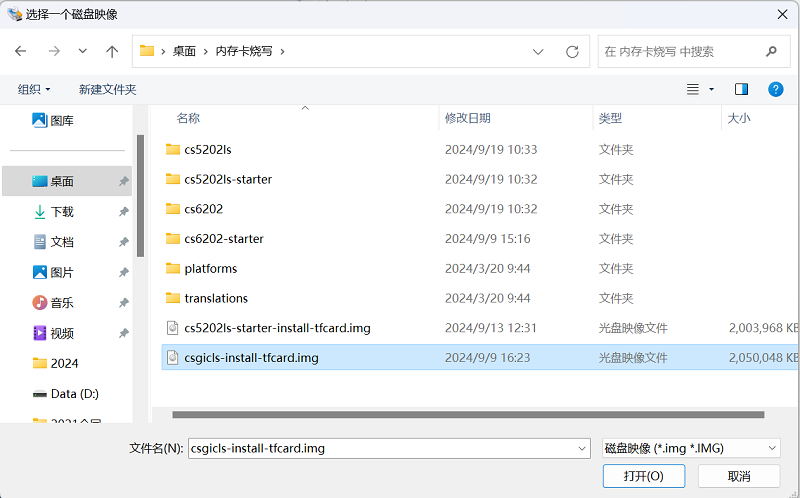 选择一个磁盘映像
桌面 内存卡烧写
在 内存卡烧写 中搜索
组织 新建文件夹
名称 修改日期 类型 大小
图库
桌面
下载
文档
图片
音乐
视频
2024
Data (D:)
cs5202ls 2024/9/19 10:33 文件夹
cs5202ls-starter 2024/9/19 10:32 文件夹
cs6202 2024/9/19 10:32 文件夹
cs6202-starter 2024/9/9 15:16 文件夹
platforms 2024/3/20 9:44 文件夹
translations 2024/3/20 9:44 文件夹
cs5202ls-starter-install-tfcard.img 2024/9/13 12:31 光盘映像文件 2,003,968 KB
csgicls-install-tfcard.img 2024/9/9 16:23 光盘映像文件 2,050,048 KB
文件名(N): csgicls-install-tfcard.img 磁盘映像 (*.img *.IMG)
打开(O) 取消